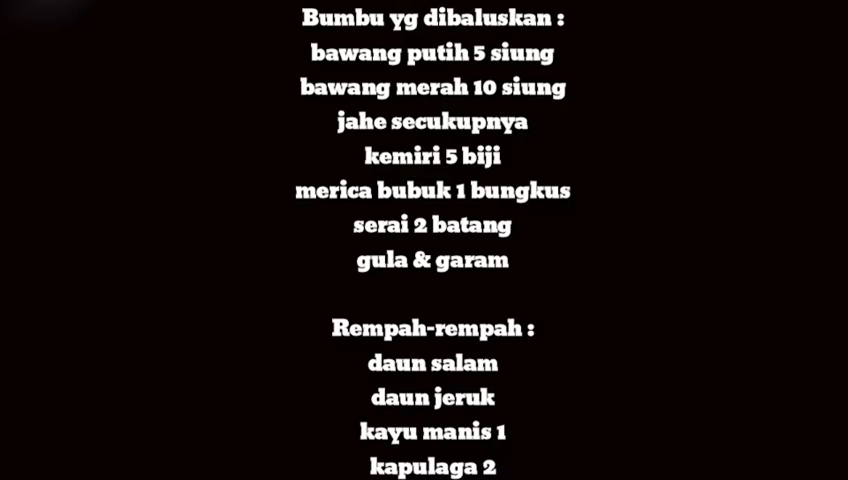 Bumbu yg dibaluskan :
bawang putih 5 siung
bawang merah 10 siung
jahe secukupnya
kemiri 5 biji
merica bubuk 1 bungkus
serai 2 batang
gula & garam
Rempah-rempah :
daun salam
daun jeruk
kayu manis 1
kapulaga 2